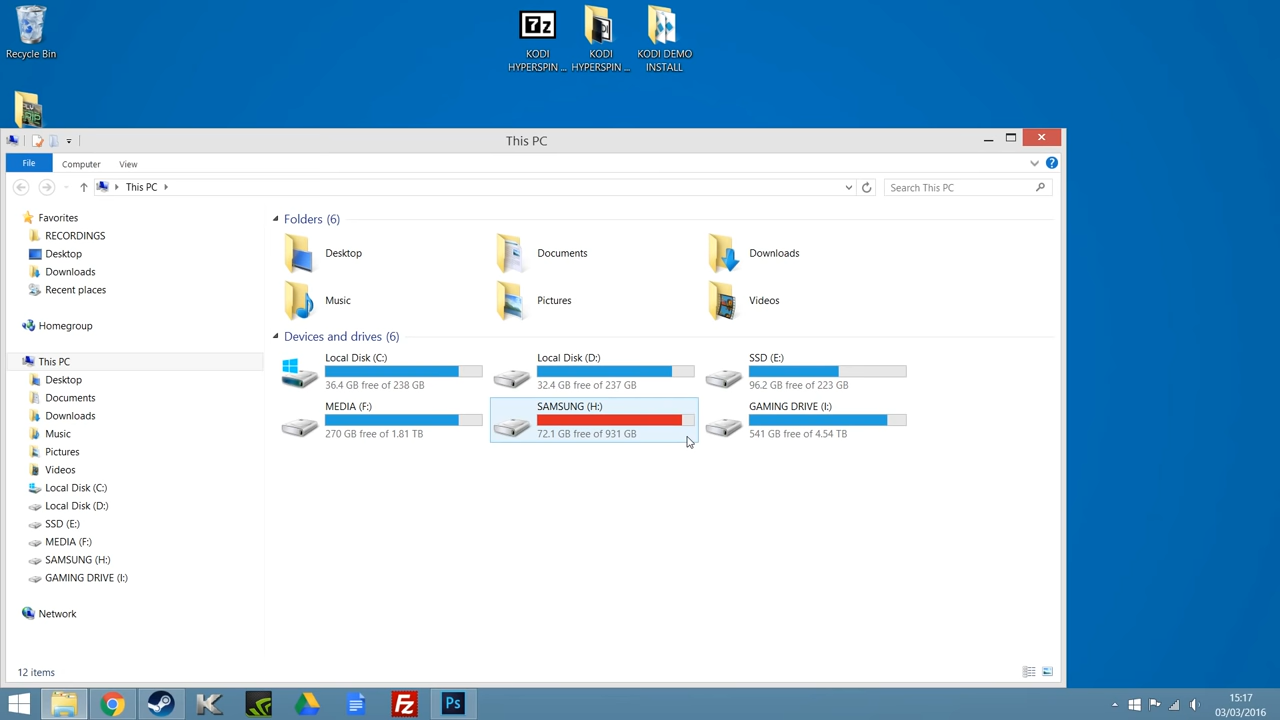 7z
Recycle Bin
KODI HYPERSPIN ...
KODI HYPERSPIN ...
KODI DEMO INSTALL
This PC
File
Computer
View
This PC
Search This PC
Favorites
RECORDINGS
Desktop
Downloads
Recent places
Homegroup
This PC
Desktop
Documents
Downloads
Music
Pictures
Videos
Local Disk (C:)
Local Disk (D:)
SSD (E:)
MEDIA (F:)
SAMSUNG (H:)
GAMING DRIVE (I:)
Network
Folders (6)
Desktop
Documents
Downloads
Music
Pictures
Videos
Devices and drives (6)
Local Disk (C:)
36.4 GB free of 238 GB
Local Disk (D:)
32.4 GB free of 237 GB
SSD (E:)
96.2 GB free of 223 GB
MEDIA (F:)
270 GB free of 1.81 TB
SAMSUNG (H:)
72.1 GB free of 931 GB
GAMING DRIVE (I:)
541 GB free of 4.54 TB
12 items
K
Fz
Ps
15:17
03/03/2016